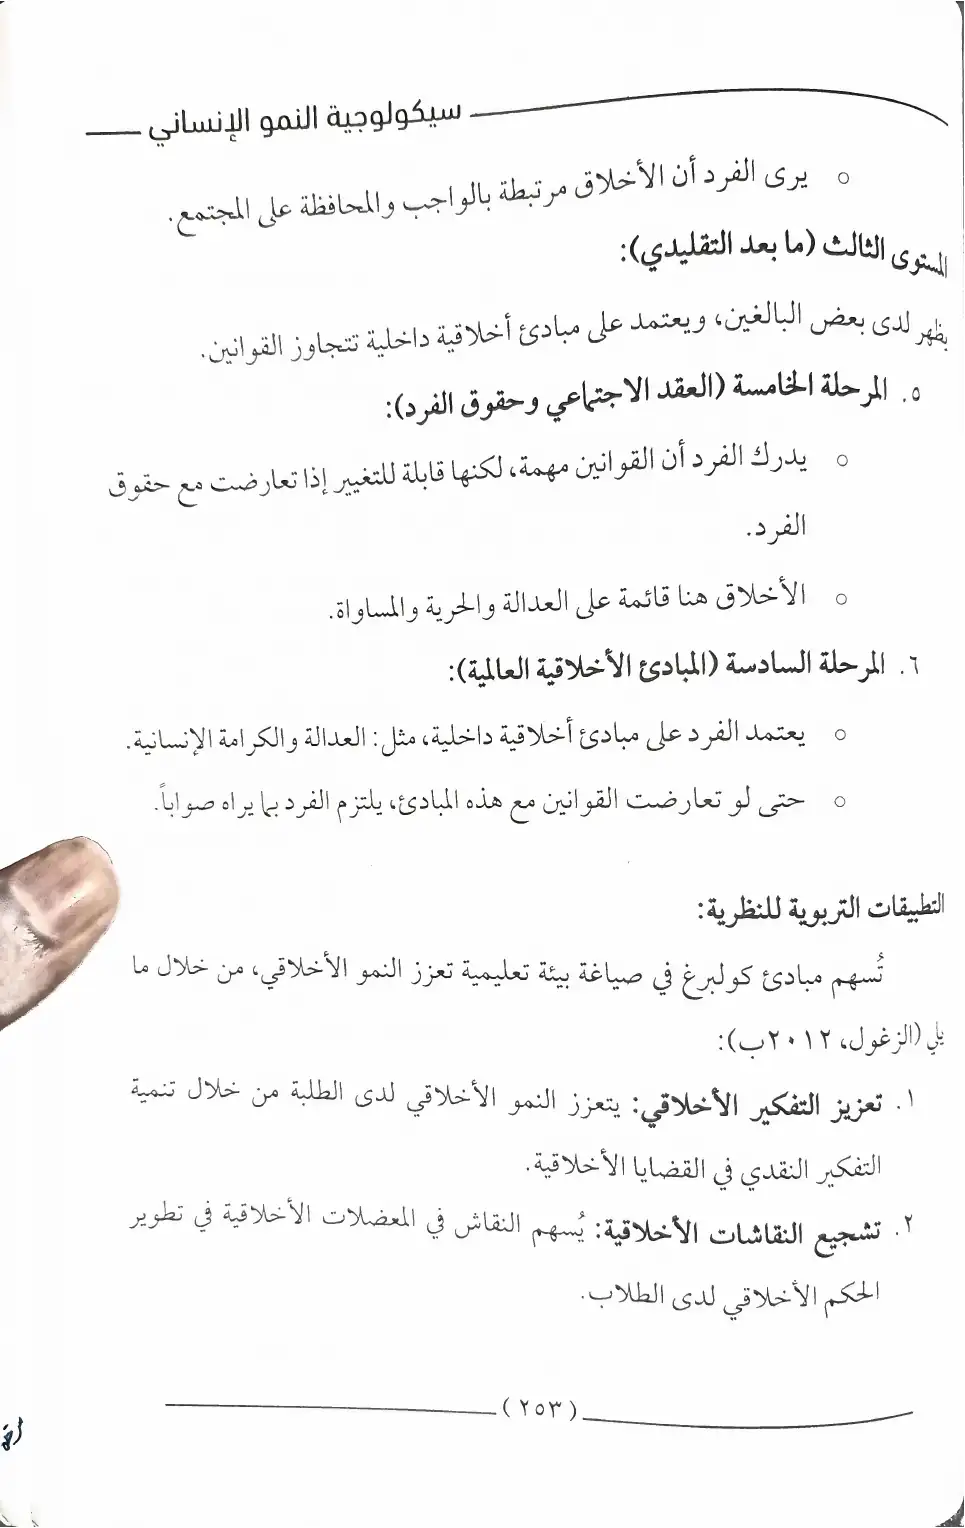 سيكولوجية النمو الإنساني
○ يرى الفرد أن الأخلاق مرتبطة بالواجب والمحافظة على المجتمع.
المستوى الثالث (ما بعد التقليدي):
يظهر لدى بعض البالغين، ويعتمد على مبادئ أخلاقية داخلية تتجاوز القوانين.
٥. المرحلة الخامسة (العقد الاجتماعي وحقوق الفرد):
○ يدرك الفرد أن القوانين مهمة، لكنها قابلة للتغيير إذا تعارضت مع حقوق
الفرد.
○ الأخلاق هنا قائمة على العدالة والحرية والمساواة.
٦. المرحلة السادسة (المبادئ الأخلاقية العالمية):
○ يعتمد الفرد على مبادئ أخلاقية داخلية، مثل: العدالة والكرامة الإنسانية.
○ حتى لو تعارضت القوانين مع هذه المبادئ، يلتزم الفرد بما يراه صواباً.
التطبيقات التربوية للنظرية:
تُسهم مبادئ كولبرغ في صياغة بيئة تعليمية تعزز النمو الأخلاقي، من خلال ما
يلي (الزغول، ٢٠١٢ب):
١. تعزيز التفكير الأخلاقي: يتعزز النمو الأخلاقي لدى الطلبة من خلال تنمية
التفكير النقدي في القضايا الأخلاقية.
٢. تشجيع النقاشات الأخلاقية: يُسهم النقاش في المعضلات الأخلاقية في تطوير
الحكم الأخلاقي لدى الطلاب.
(٢٥٣)